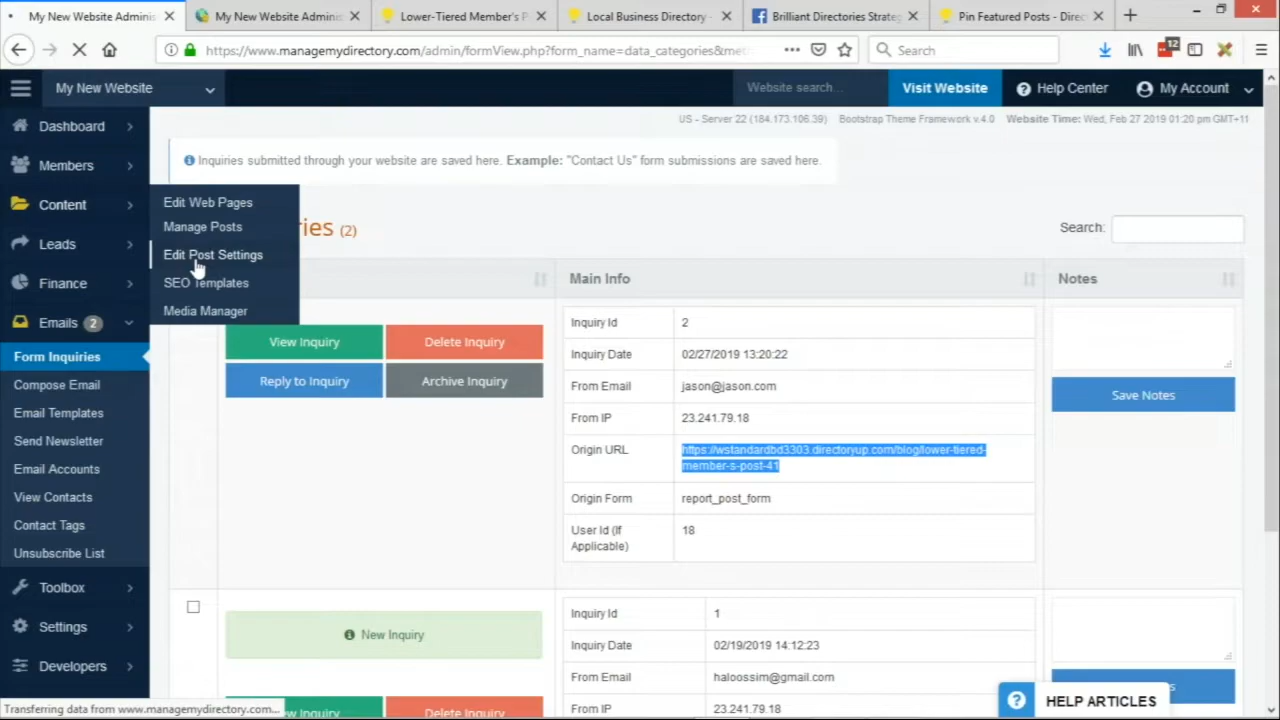 My New Website Adminis
My New Website Adminis
Lower-Tiered Member's P
Local Business Directory -
Brilliant Directories Strate
Pin Featured Posts - Direc
https://www.managemydirectory.com/admin/formView.php?form_name=data_categories&me
Search
12
My New Website
Website search...
Visit Website
Help Center
My Account
US - Server 22 (184.173.106.39) Bootstrap Theme Framework v.4.0 Website Time: Wed, Feb 27 2019 01:20 pm GMT+11
Dashboard
Members
Content
Leads
Finance
Emails 2
Form Inquiries
Compose Email
Email Templates
Send Newsletter
Email Accounts
View Contacts
Contact Tags
Unsubscribe List
Toolbox
Settings
Developers
Edit Web Pages
Manage Posts
Edit Post Settings
SEO Templates
Media Manager
Inquiries submitted through your website are saved here. Example: "Contact Us" form submissions are saved here.
ries (2)
Search:
Main Info
Notes
View Inquiry
Delete Inquiry
Reply to Inquiry
Archive Inquiry
Inquiry Id 2
Inquiry Date 02/27/2019 13:20:22
From Email jason@jason.com
From IP 23.241.79.18
Origin URL https://wstandardbd3303.directoryup.com/blog/lower-tiered-
member-s-post-41
Origin Form report_post_form
User Id (If
Applicable) 18
Save Notes
New Inquiry
Inquiry Id 1
Inquiry Date 02/19/2019 14:12:23
From Email haloossim@gmail.com
From IP 23.241.79.18
Inquiry
Delete Inquiry
HELP ARTICLES
Transferring data from www.managemydirectory.com...